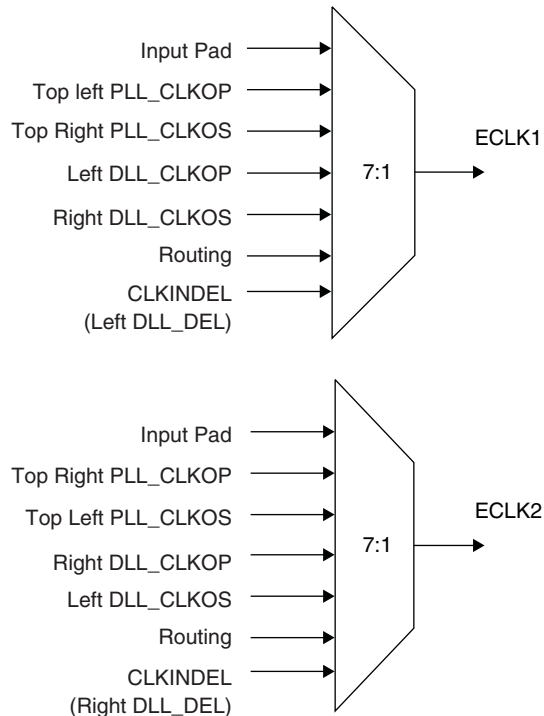 Input Pad
Top left PLL_CLKOP
Top Right PLL_CLKOS
Left DLL_CLKOP
Right DLL_CLKOS
Routing
CLKINDEL
(Left DLL_DEL)
7:1
ECLK1
Input Pad
Top Right PLL_CLKOP
Top Left PLL_CLKOS
Right DLL_CLKOP
Left DLL_CLKOS
Routing
CLKINDEL
(Right DLL_DEL)
7:1
ECLK2